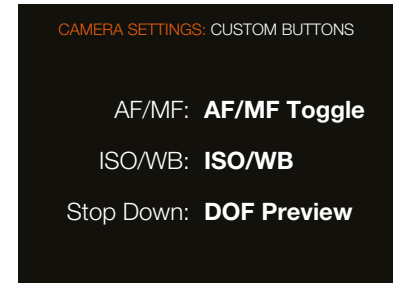 CAMERA SETTINGS: CUSTOM BUTTONS
AF/MF: AF/MF Toggle
ISO/WB: ISO/WB
Stop Down: DOF Preview